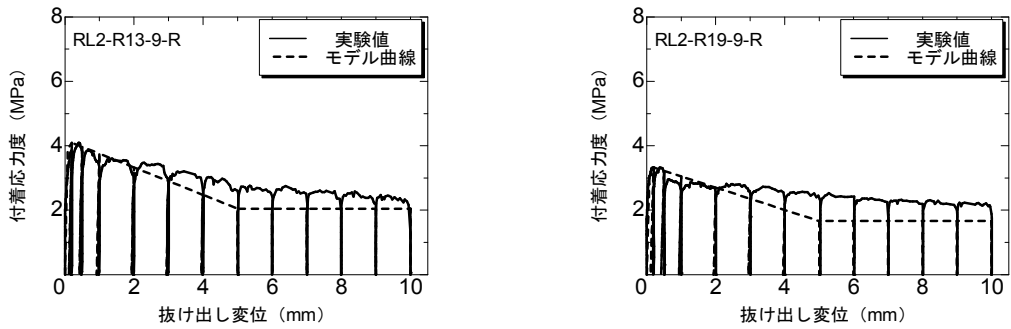 RL2-R13-9-R
実験値
モデル曲線
付着応力度（MPa）
8
6
4
2
0
0 2 4 6 8 10
抜け出し変位（mm）
RL2-R19-9-R
実験値
モデル曲線
付着応力度（MPa）
8
6
4
2
0
0 2 4 6 8 10
抜け出し変位（mm）